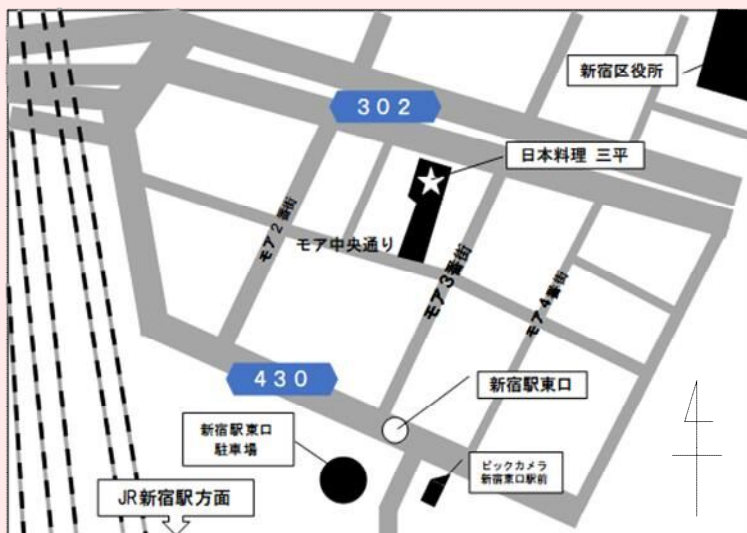 新宿区役所
302
日本料理 三平
モア2番街
モア中央通り
モア3番街
モア4番街
430
新宿駅東口
新宿駅東口
駐車場
ビックカメラ
新宿東口駅前
JR新宿駅方面